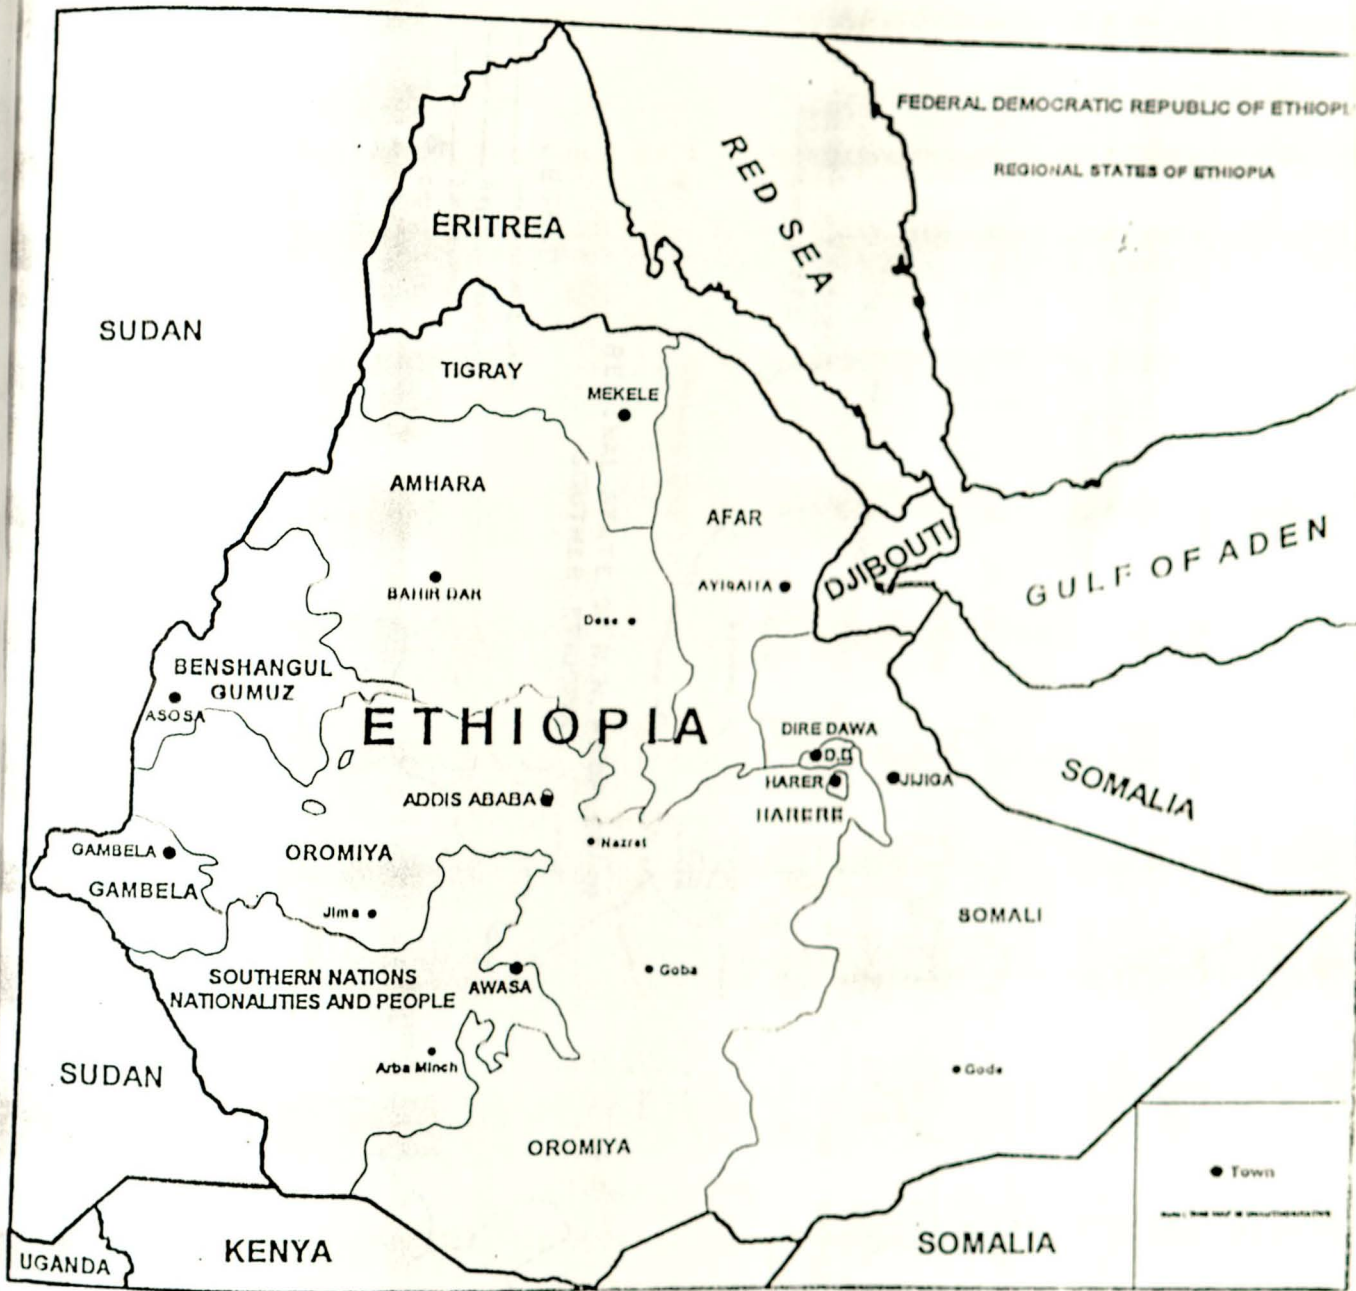 FEDERAL DEMOCRATIC REPUBLIC OF ETHIOPI
REGIONAL STATES OF ETHIOPIA
RED SEA
ERITREA
SUDAN
TIGRAY
MEKELE
AMHARA
AFAR
DJIBOUTI
GULF OF ADEN
BAHIR DAR
Dese
BENSHANGUL
GUMUZ
ASOSA
ETHIOPIA
DIRE DAWA
D.D
HARER
JIJIGA
HARERE
SOMALIA
ADDIS ABABA
Nazret
GAMBELA
OROMIYA
GAMBELA
Jima
SOMALI
SOUTHERN NATIONS
NATIONALITIES AND PEOPLE
AWASA
Goba
Arba Minch
Gode
SUDAN
OROMIYA
Town
UGANDA
KENYA
SOMALIA